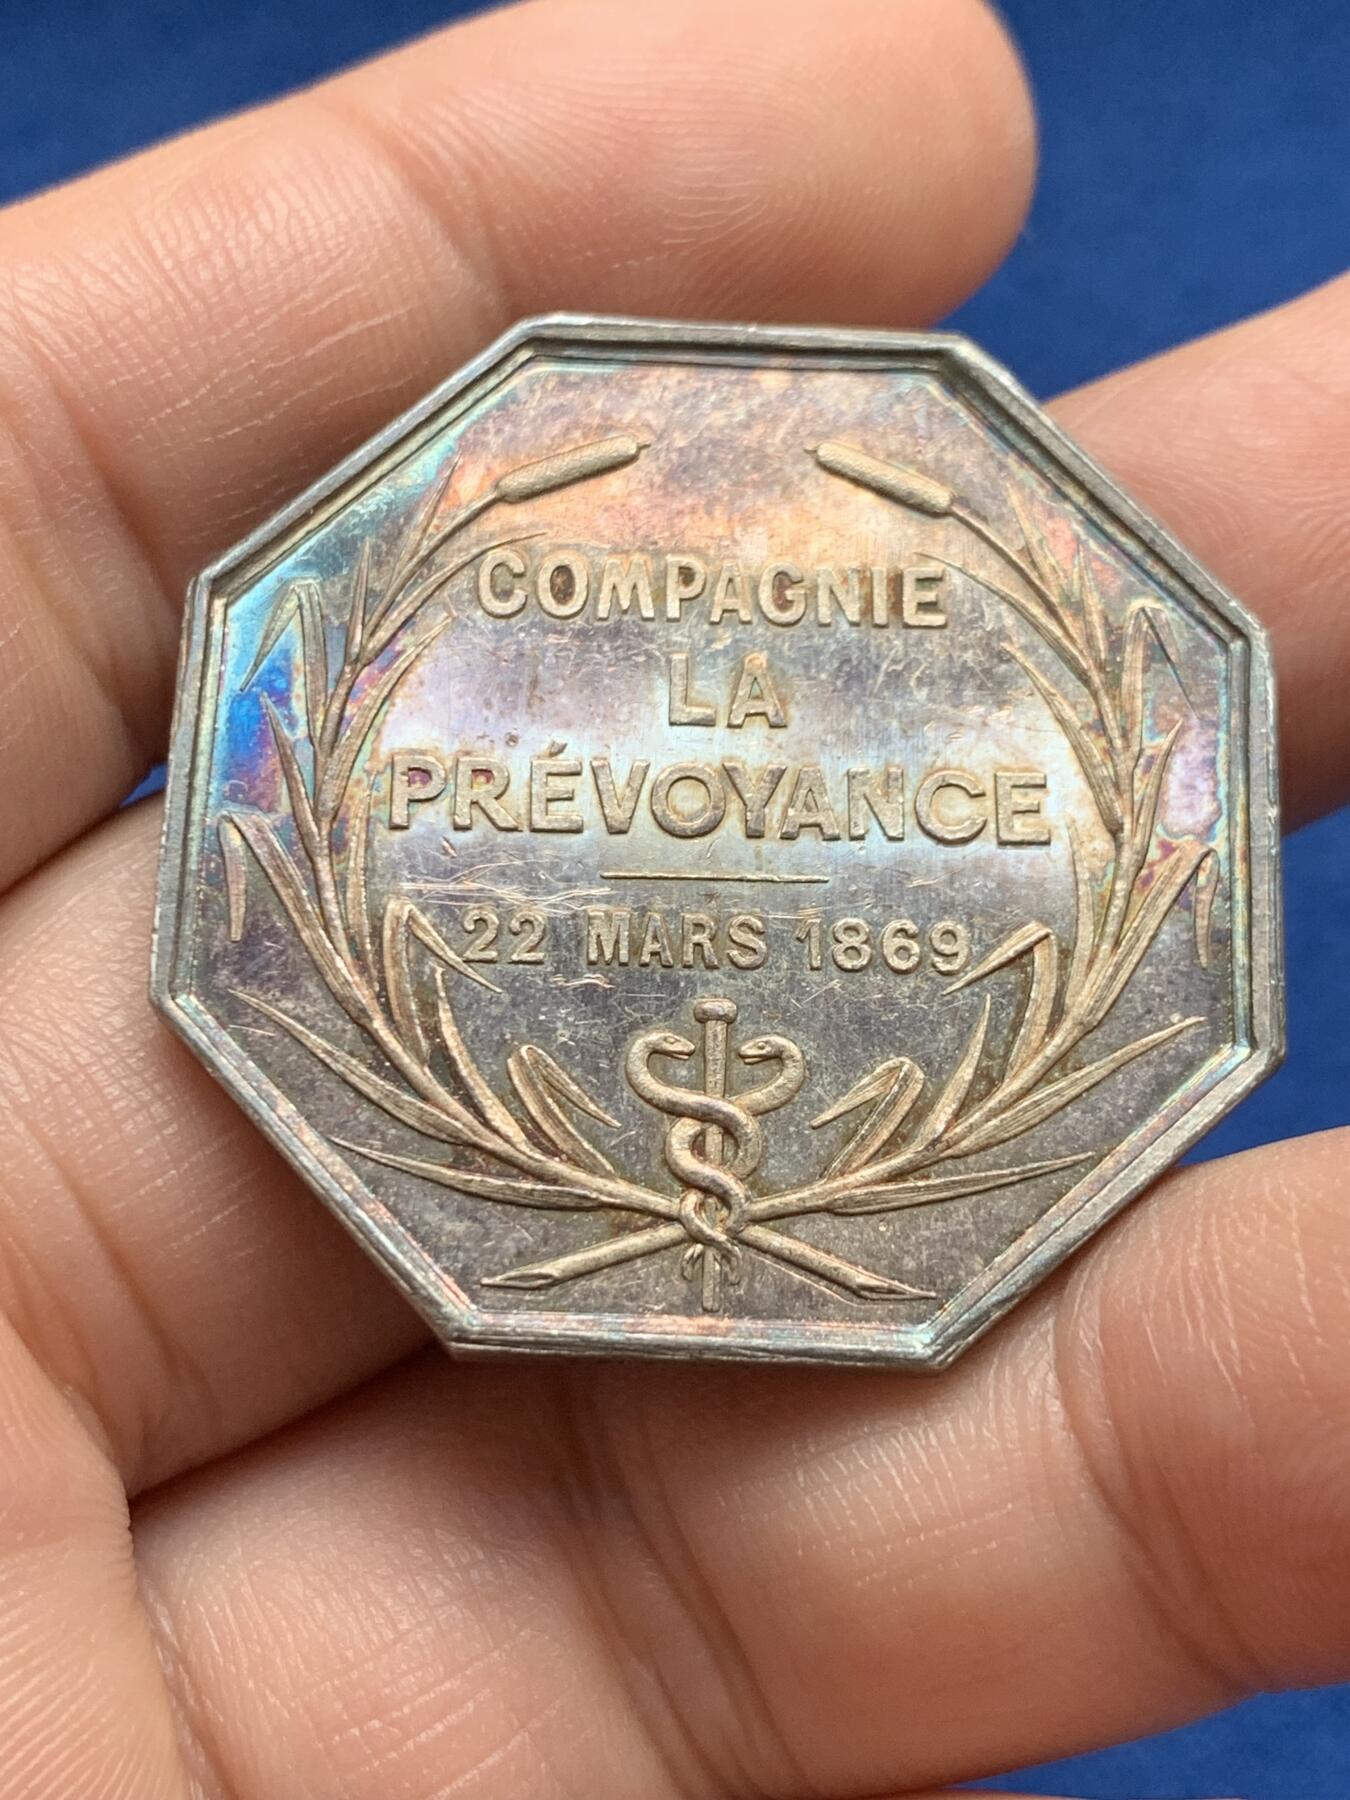 COMPAGNIE
LA
PRÉVOYANCE
22 MARS 1869